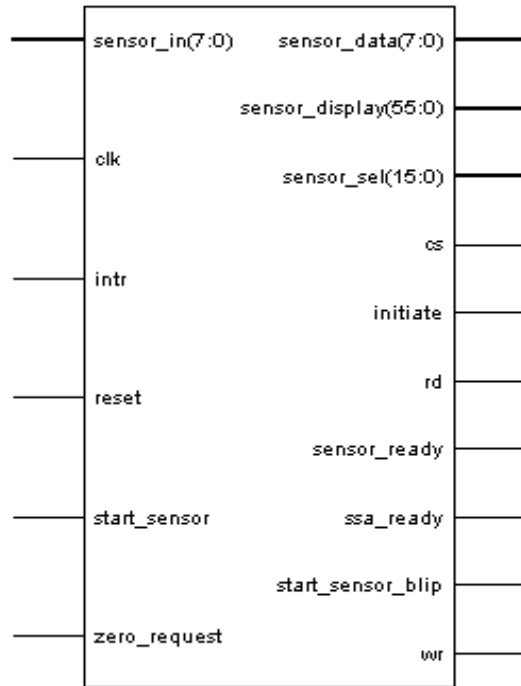 sensor_in(7:0)
sensor_data(7:0)
sensor_display(55:0)
clk
sensor_sel(15:0)
cs
intr
initiate
rd
reset
sensor_ready
start_sensor
ssa_ready
start_sensor_blip
zero_request
wr